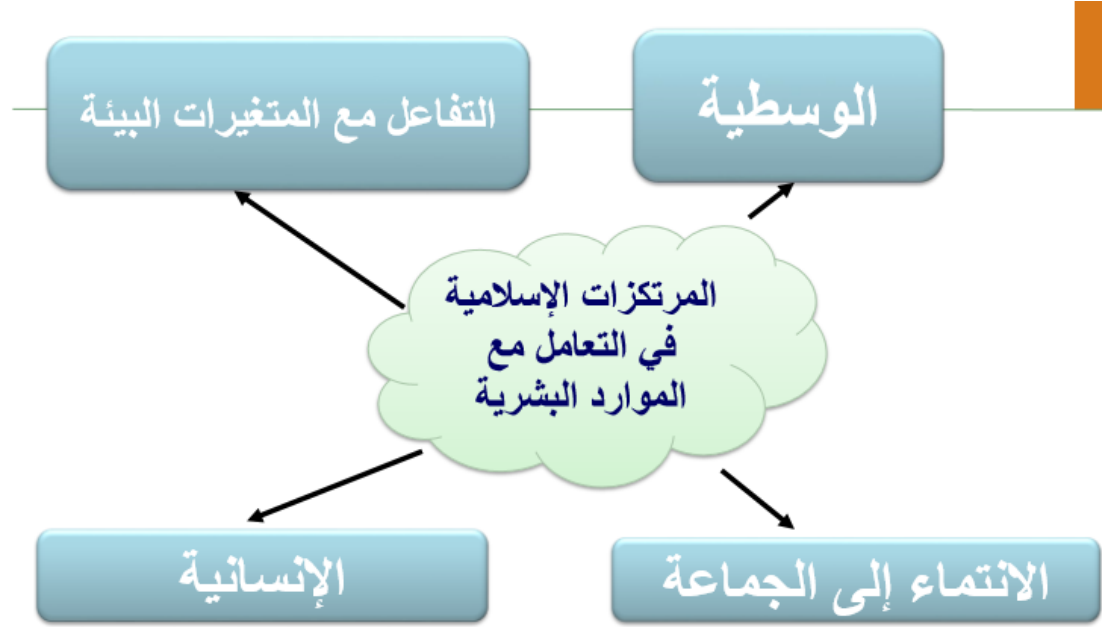 الوسطية
التفاعل مع المتغيرات البيئة
المرتكزات الإسلامية
في التعامل مع
الموارد البشرية
الانتماء إلى الجماعة
الإنسانية